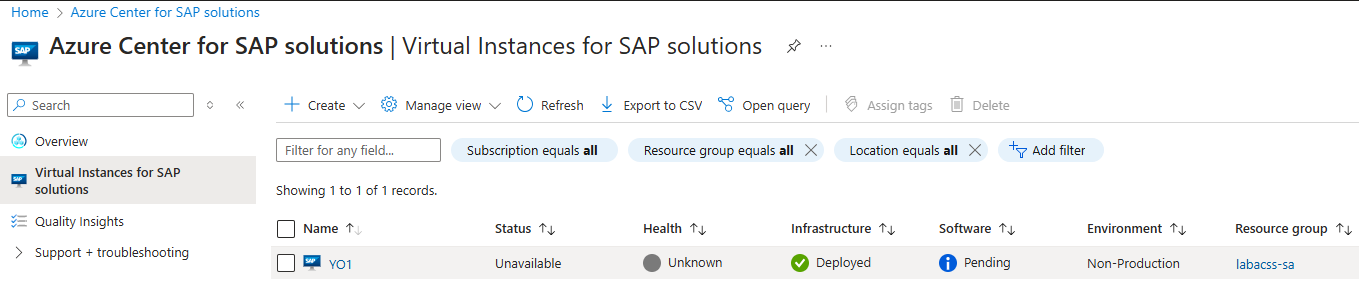 Home > Azure Center for SAP solutions
SAP Azure Center for SAP solutions | Virtual Instances for SAP solutions ...
Search «
Create Manage view Refresh Export to CSV Open query Assign tags Delete
Overview
Filter for any field... Subscription equals all Resource group equals all Location equals all Add filter
Virtual Instances for SAP
solutions
Showing 1 to 1 of 1 records.
Quality Insights
Name Status Health Infrastructure Software Environment Resource group
Support + troubleshooting
YO1 Unavailable Unknown Deployed Pending Non-Production labacss-sa